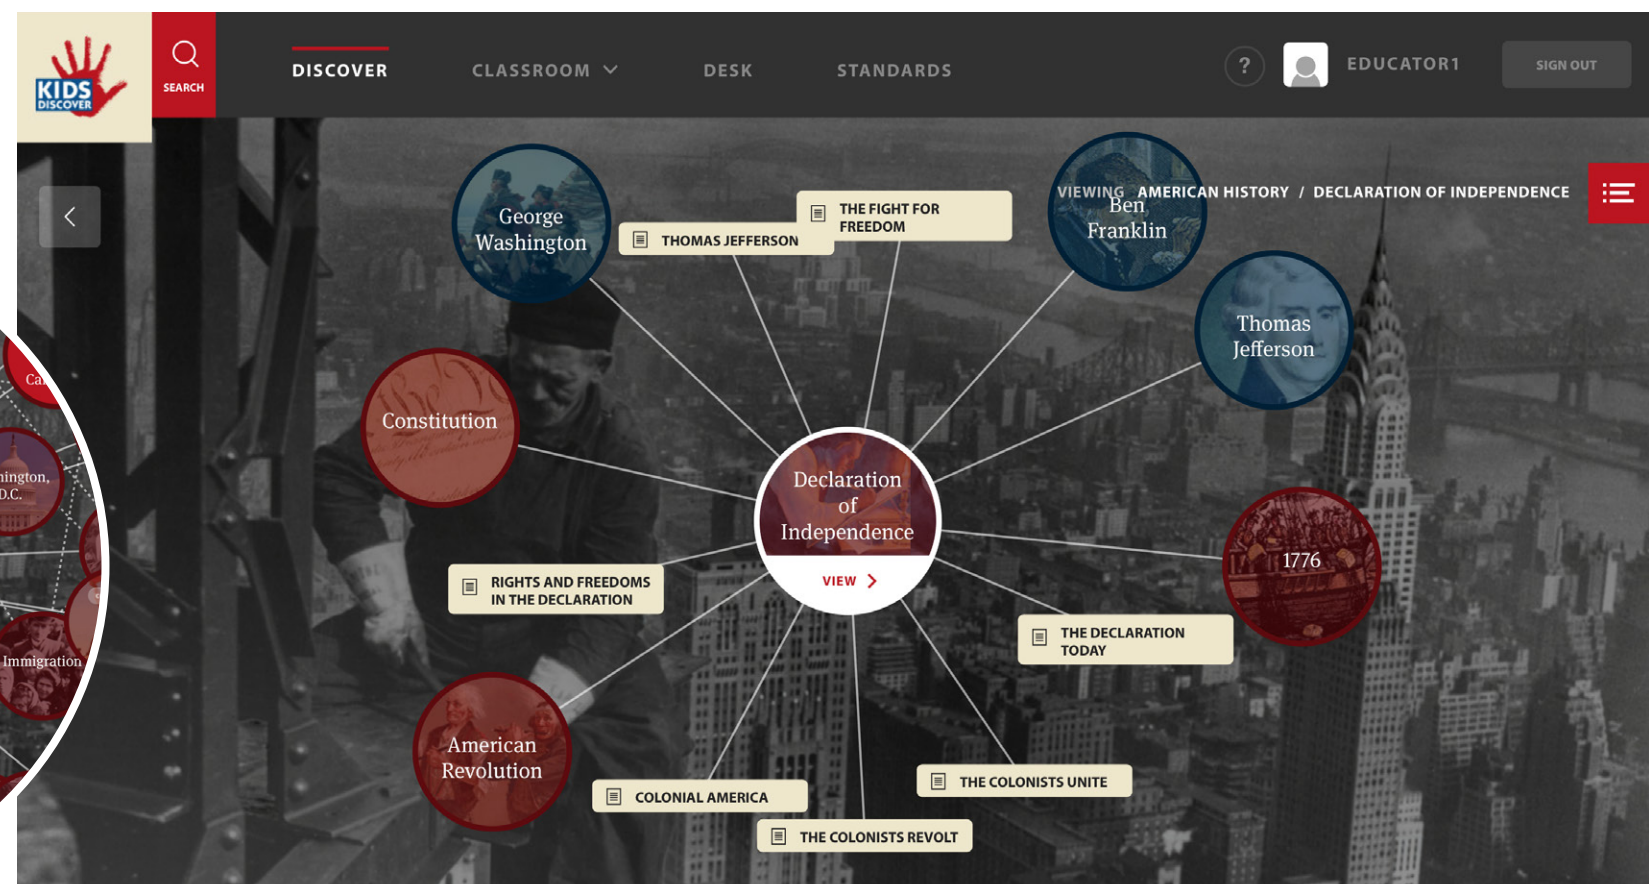 KIDS
DISCOVER
SEARCH
DISCOVER
CLASSROOM
DESK
STANDARDS
?
EDUCATOR1
SIGN OUT
VIEWING AMERICAN HISTORY / DECLARATION OF INDEPENDENCE
George
Washington
THOMAS JEFFERSON
THE FIGHT FOR
FREEDOM
Ben
Franklin
Thomas
Jefferson
Constitution
Declaration
of
Independence
VIEW
1776
RIGHTS AND FREEDOMS
IN THE DECLARATION
THE DECLARATION
TODAY
American
Revolution
COLONIAL AMERICA
THE COLONISTS UNITE
THE COLONISTS REVOLT
Ca
hington,
D.C.
Immigration